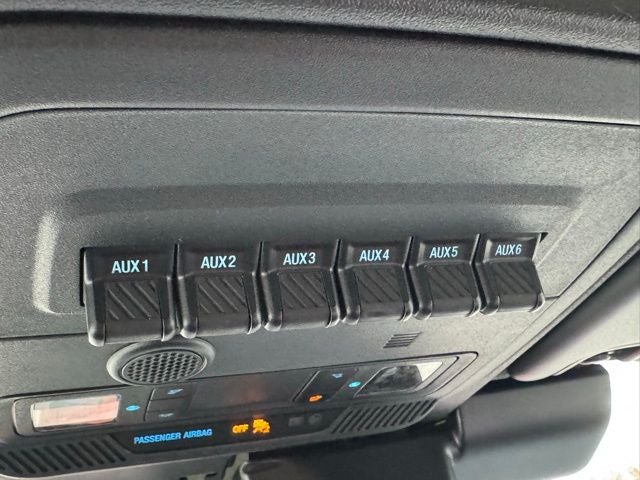 AUX1 AUX2 AUX3 AUX4 AUX5 AUX6
PASSENGER AIRBAG OFF